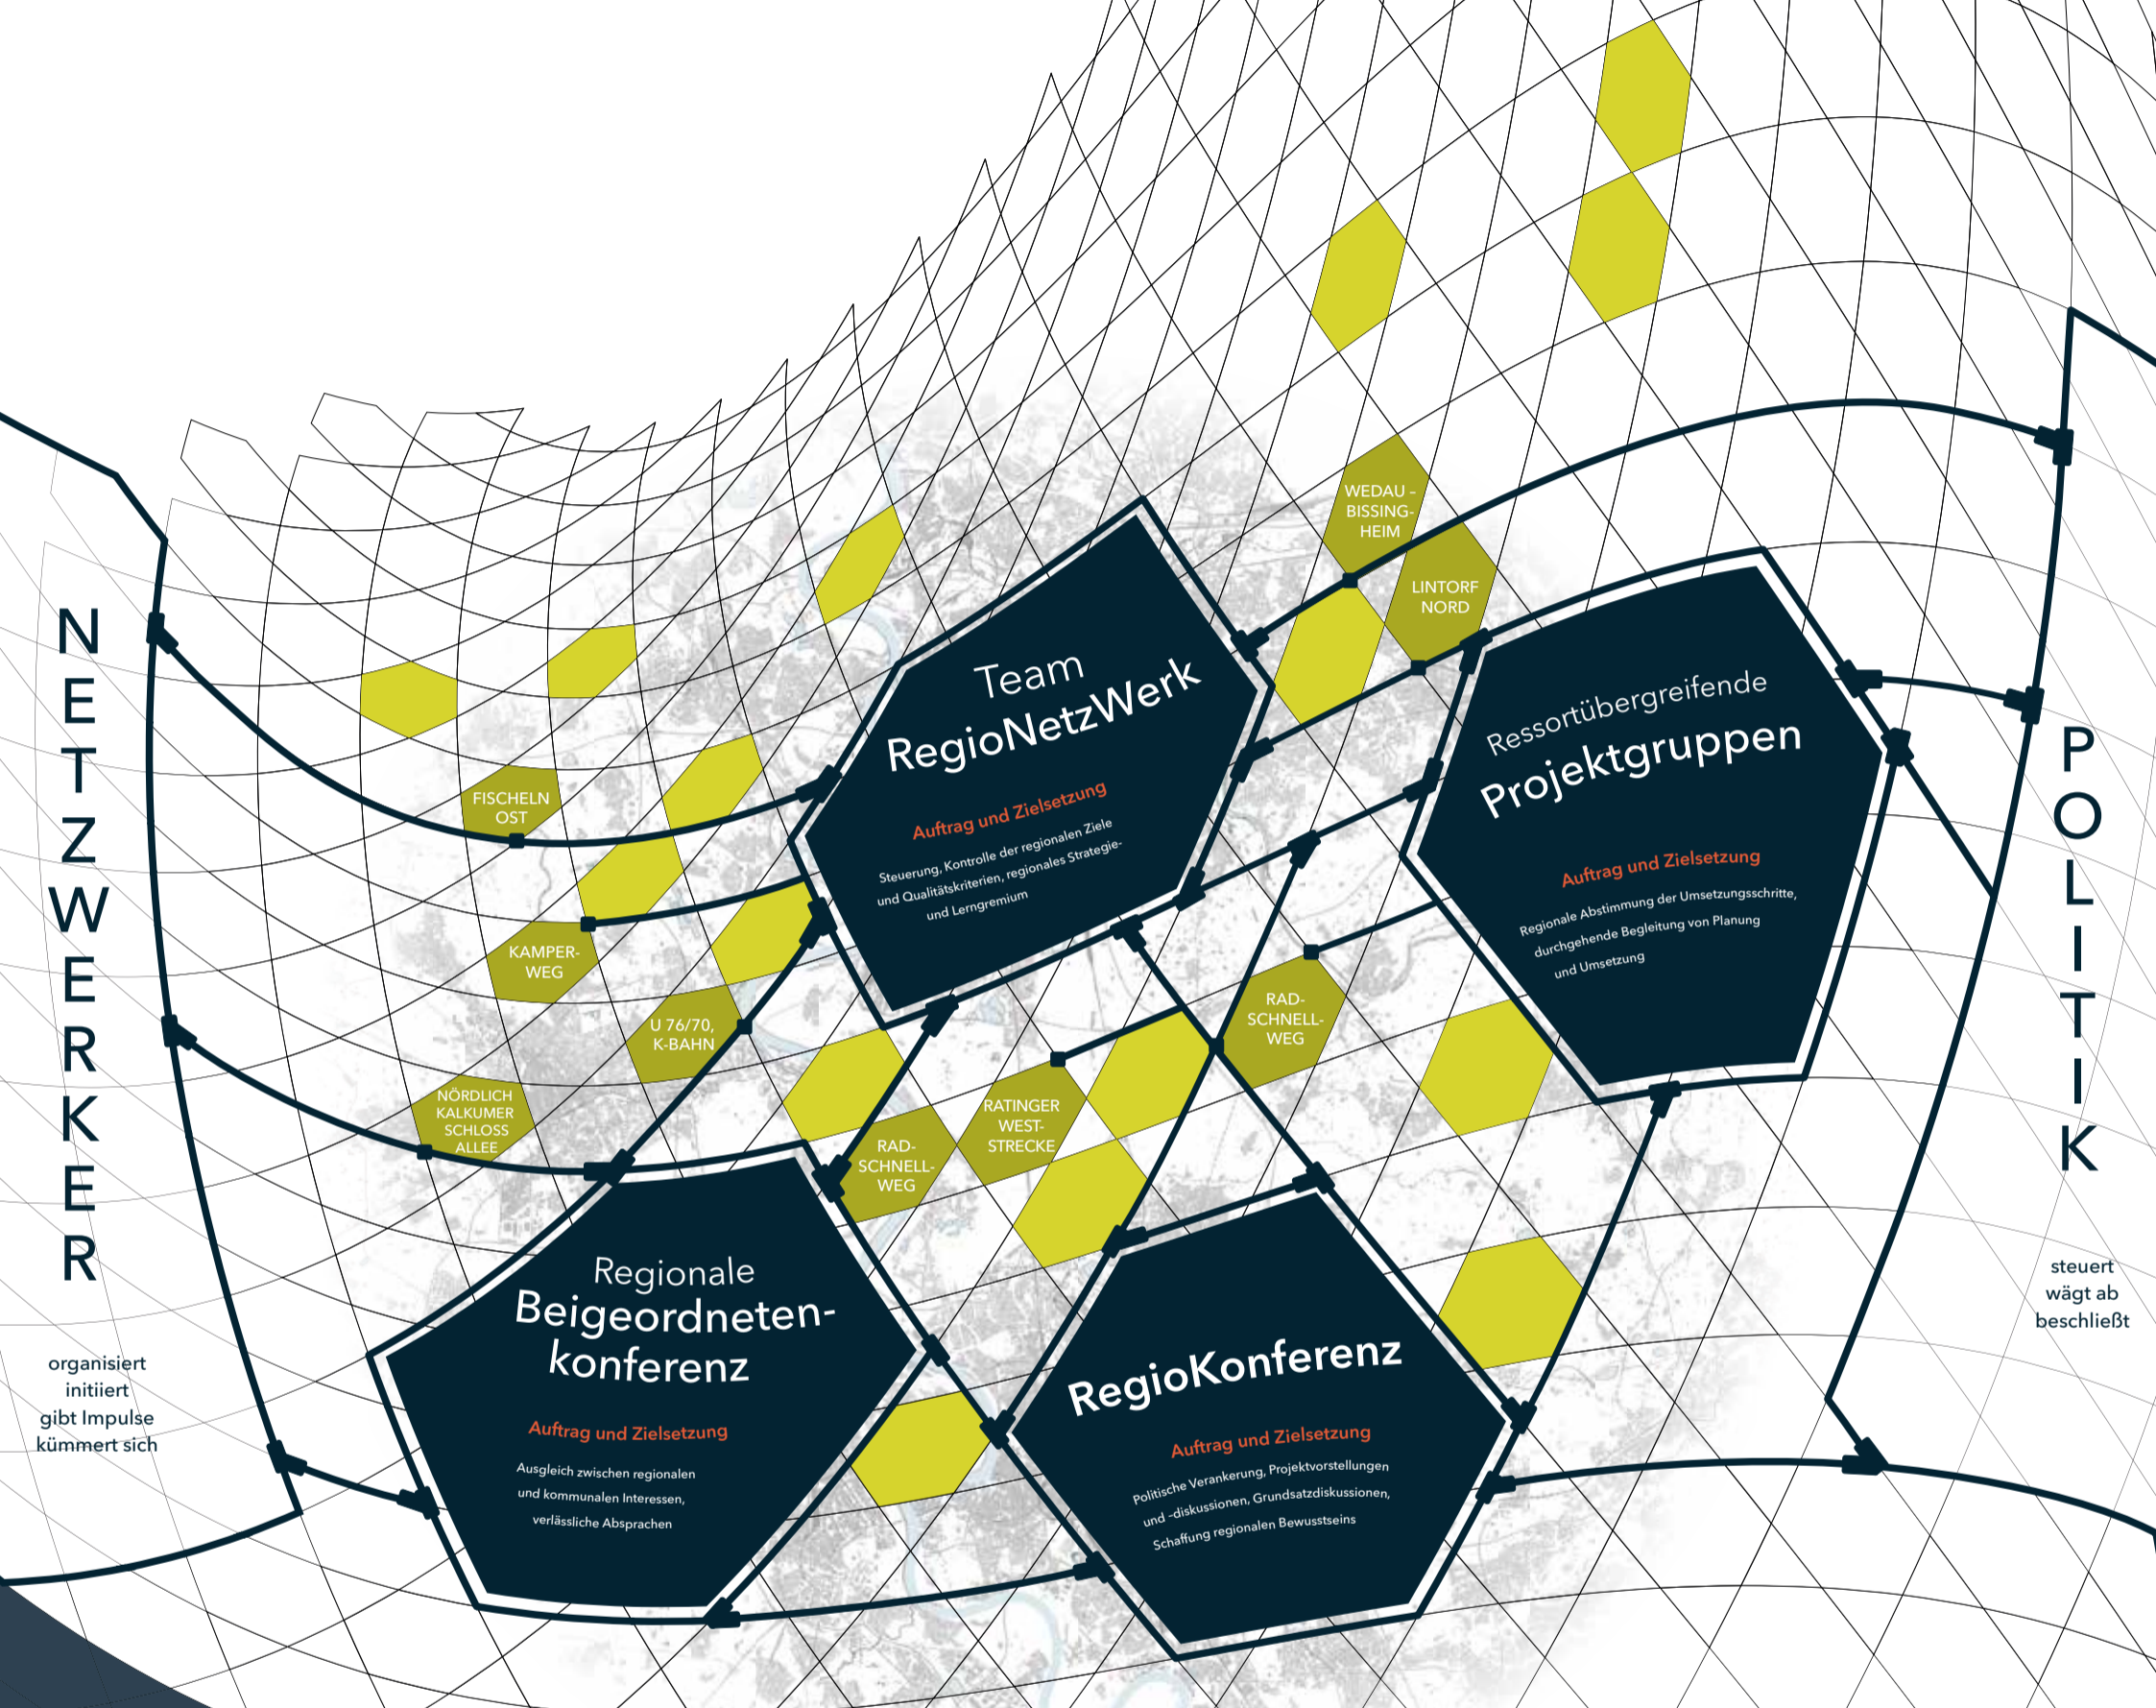 NETZWERKER
organisiert
initiiert
gibt Impulse
kümmert sich
FISCHELN
OST
KAMPER-
WEG
U 76/70,
K-BAHN
NÖRDLICH
KALKUMER
SCHLOSS
ALLEE
Team
RegioNetzWerk
Auftrag und Zielsetzung
Steuerung, Kontrolle der regionalen Ziele
und Qualitätskriterien, regionales Strategie-
und Lerngremium
WEDAU –
BISSING-
HEIM
LINTORF
NORD
Ressortübergreifende
Projektgruppen
Auftrag und Zielsetzung
Regionale Abstimmung der Umsetzungsschritte,
durchgehende Begleitung von Planung
und Umsetzung
RAD-
SCHNELL-
WEG
RATINGER
WEST-
STRECKE
RAD-
SCHNELL-
WEG
Regionale
Beigeordneten-
konferenz
Auftrag und Zielsetzung
Ausgleich zwischen regionalen
und kommunalen Interessen,
verlässliche Absprachen
RegioKonferenz
Auftrag und Zielsetzung
Politische Verankerung, Projektvorstellungen
und –diskussionen, Grundsatzdiskussionen,
Schaffung regionalen Bewusstseins
POLITIK
steuert
wägt ab
beschließt